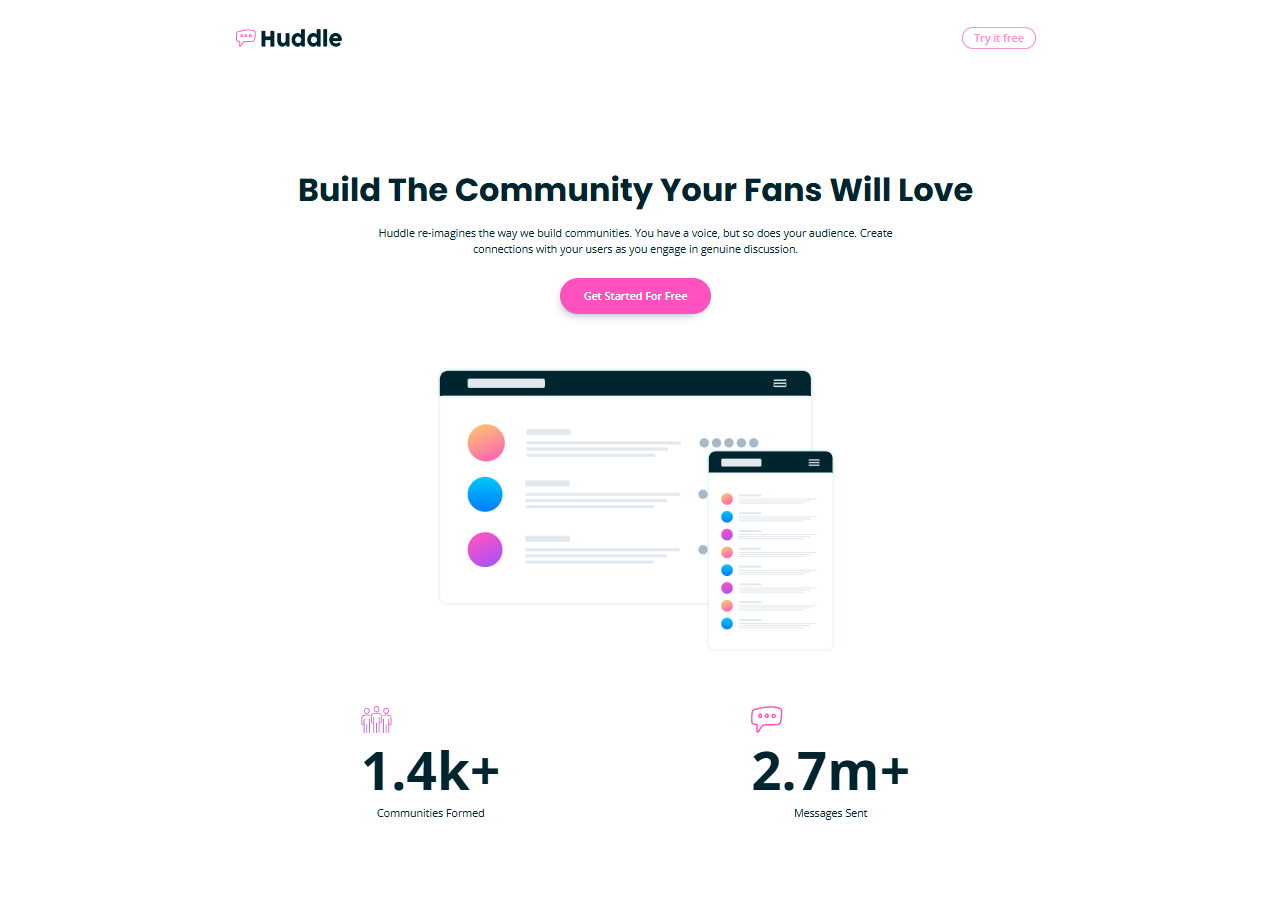 Huddle
Try it free
Build The Community Your Fans Will Love
Huddle re-imagines the way we build communities. You have a voice, but so does your audience. Create
connections with your users as you engage in genuine discussion.
Get Started For Free
1.4k+
Communities Formed
2.7m+
Messages Sent